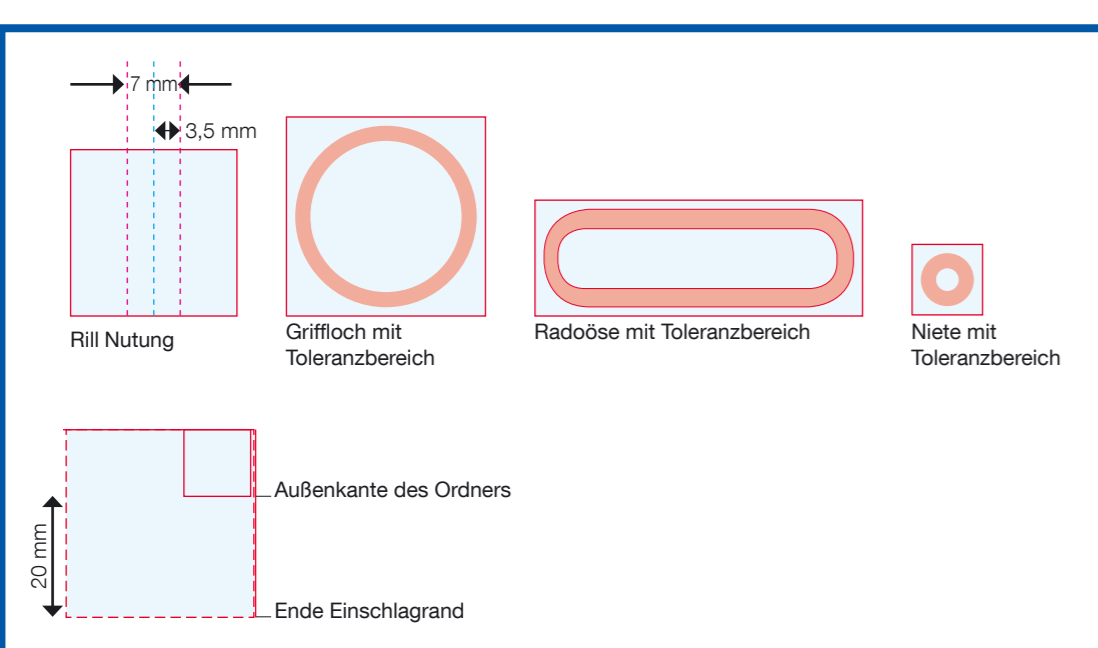 7 mm
3,5 mm
Rill Nutung
Griffloch mit
Toleranzbereich
Radoöse mit Toleranzbereich
Niete mit
Toleranzbereich
Außenkante des Ordners
20 mm
Ende Einschlagrand